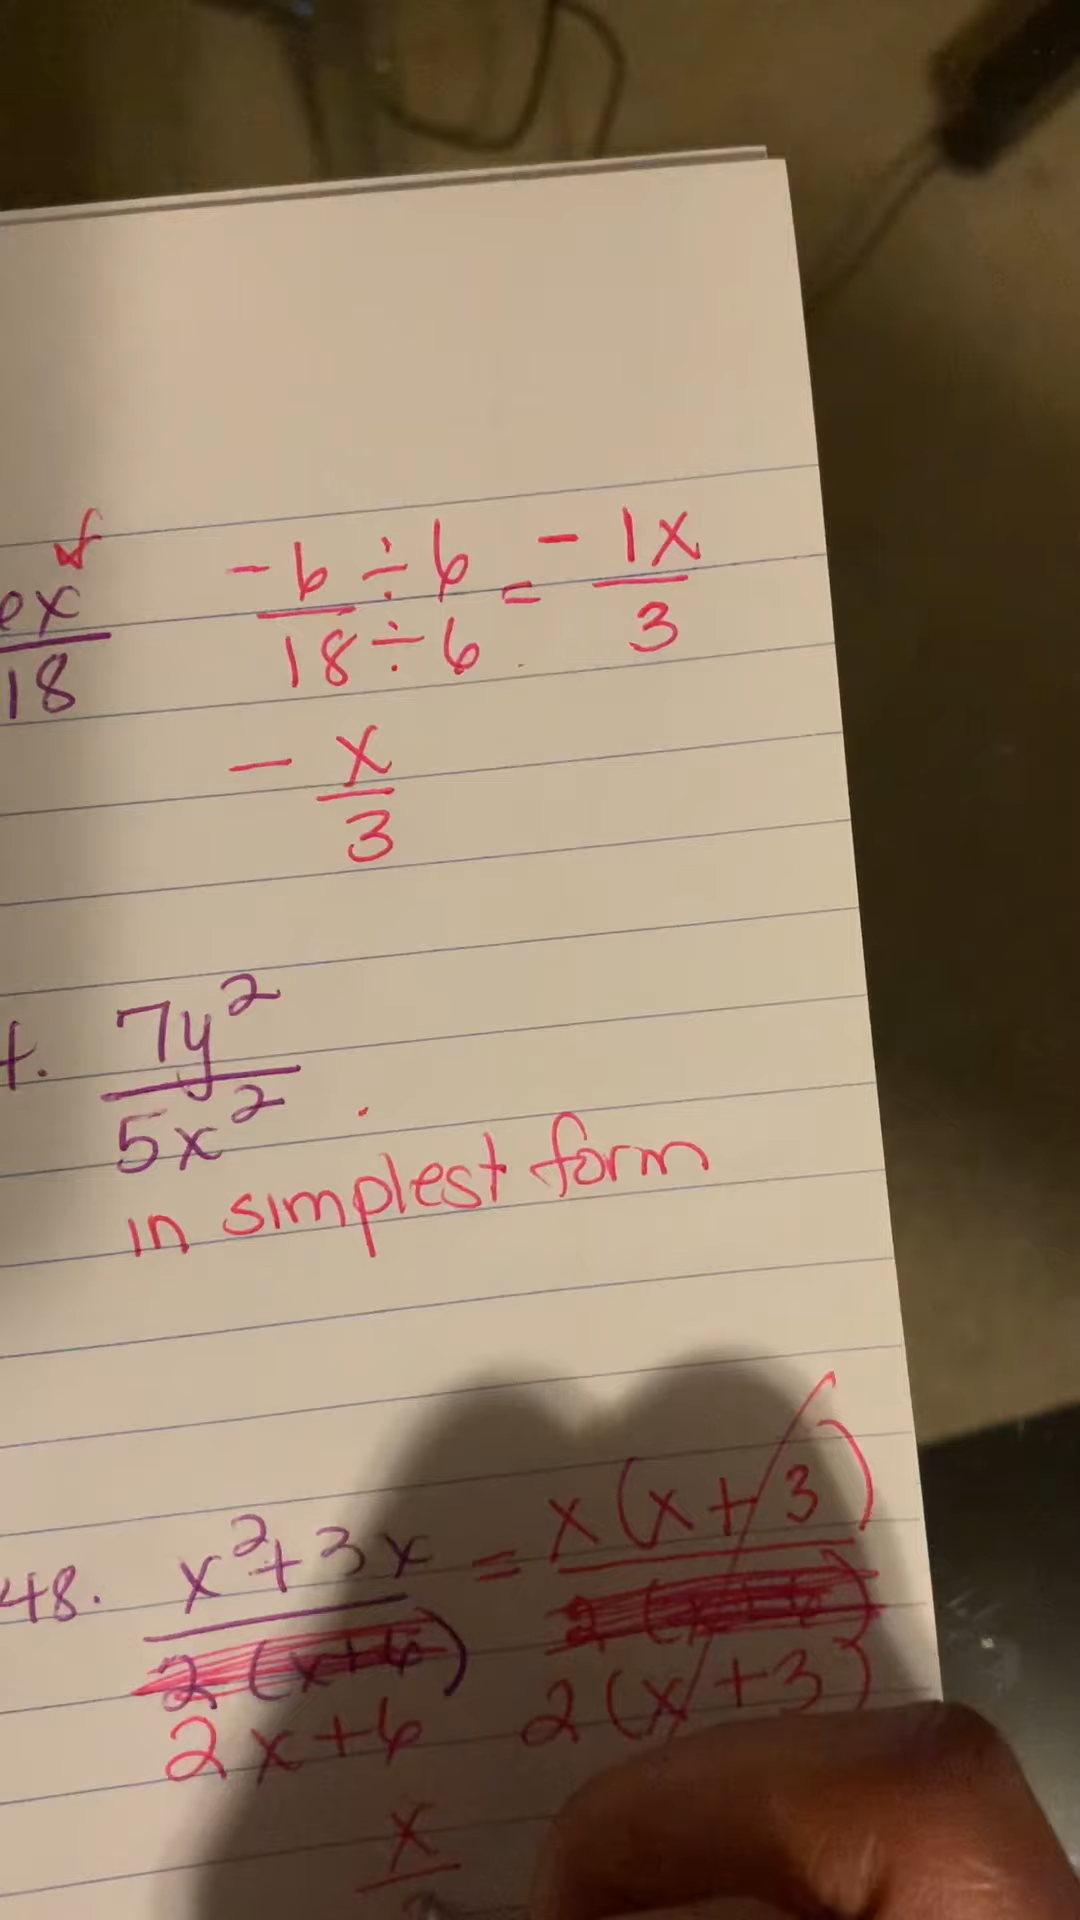 -6 ÷ 6 = - 1x
18 18 ÷ 6 3
- x
3
7y²
5x²
in simplest form
48. x²+3x = x(x+3)
2x+6 2(x+3)
x